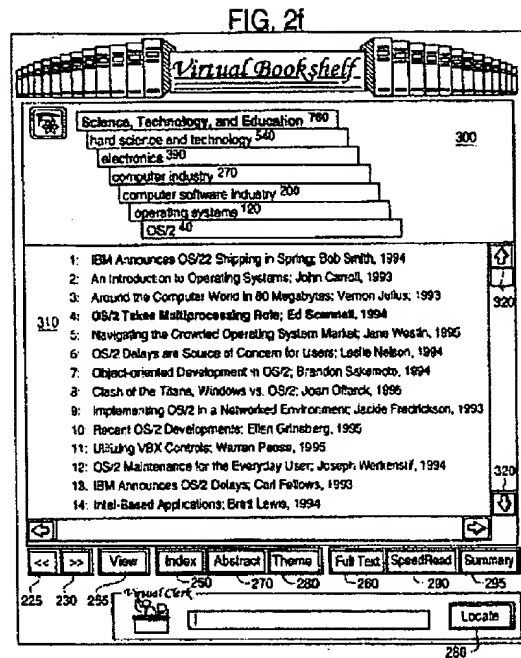 FIG. 2f
Virtual Bookshelf
Science, Technology, and Education 760
hard science and technology 540
300
electronics 390
computer industry 270
computer software industry 200
operating systems 120
OS/2 40
1: IBM Announces OS/22 Shipping in Spring; Bob Smith, 1994
2: An Introduction to Operating Systems; John Carroll, 1993
3: Around the Computer World in 80 Megabytes; Vernon Julius; 1993
320
310
4: OS/2 Takes Multiprocessing Role; Ed Scannell, 1994
5: Navigating the Crowded Operating System Market; Jane Westin, 1995
6: OS/2 Delays are Source of Concern for Users; Leslie Nelson, 1994
7: Object-oriented Development in OS/2; Brandon Sakamoto, 1994
8: Clash of the Titans, Windows vs. OS/2; Joan 1995
9: Implementing OS/2 in a Networked Environment; Jackie Fredrickson, 1993
10: Recent OS/2 Developments; Ellen Grinsberg, 1995
11: Utilizing VBX Controls; Warren 1995
12: OS/2 Maintenance for the Everyday User; Joseph 1994
320
13. IBM Announces OS/2 Delays; Carl Fellows, 1993
14: Intel-Based Applications; Brett Lewis, 1994
<< >> View Index Abstract Theme Full Text SpeedRead Summary
225 230 255 250 270 280 260 290 295
Virtual Clerk
Locate